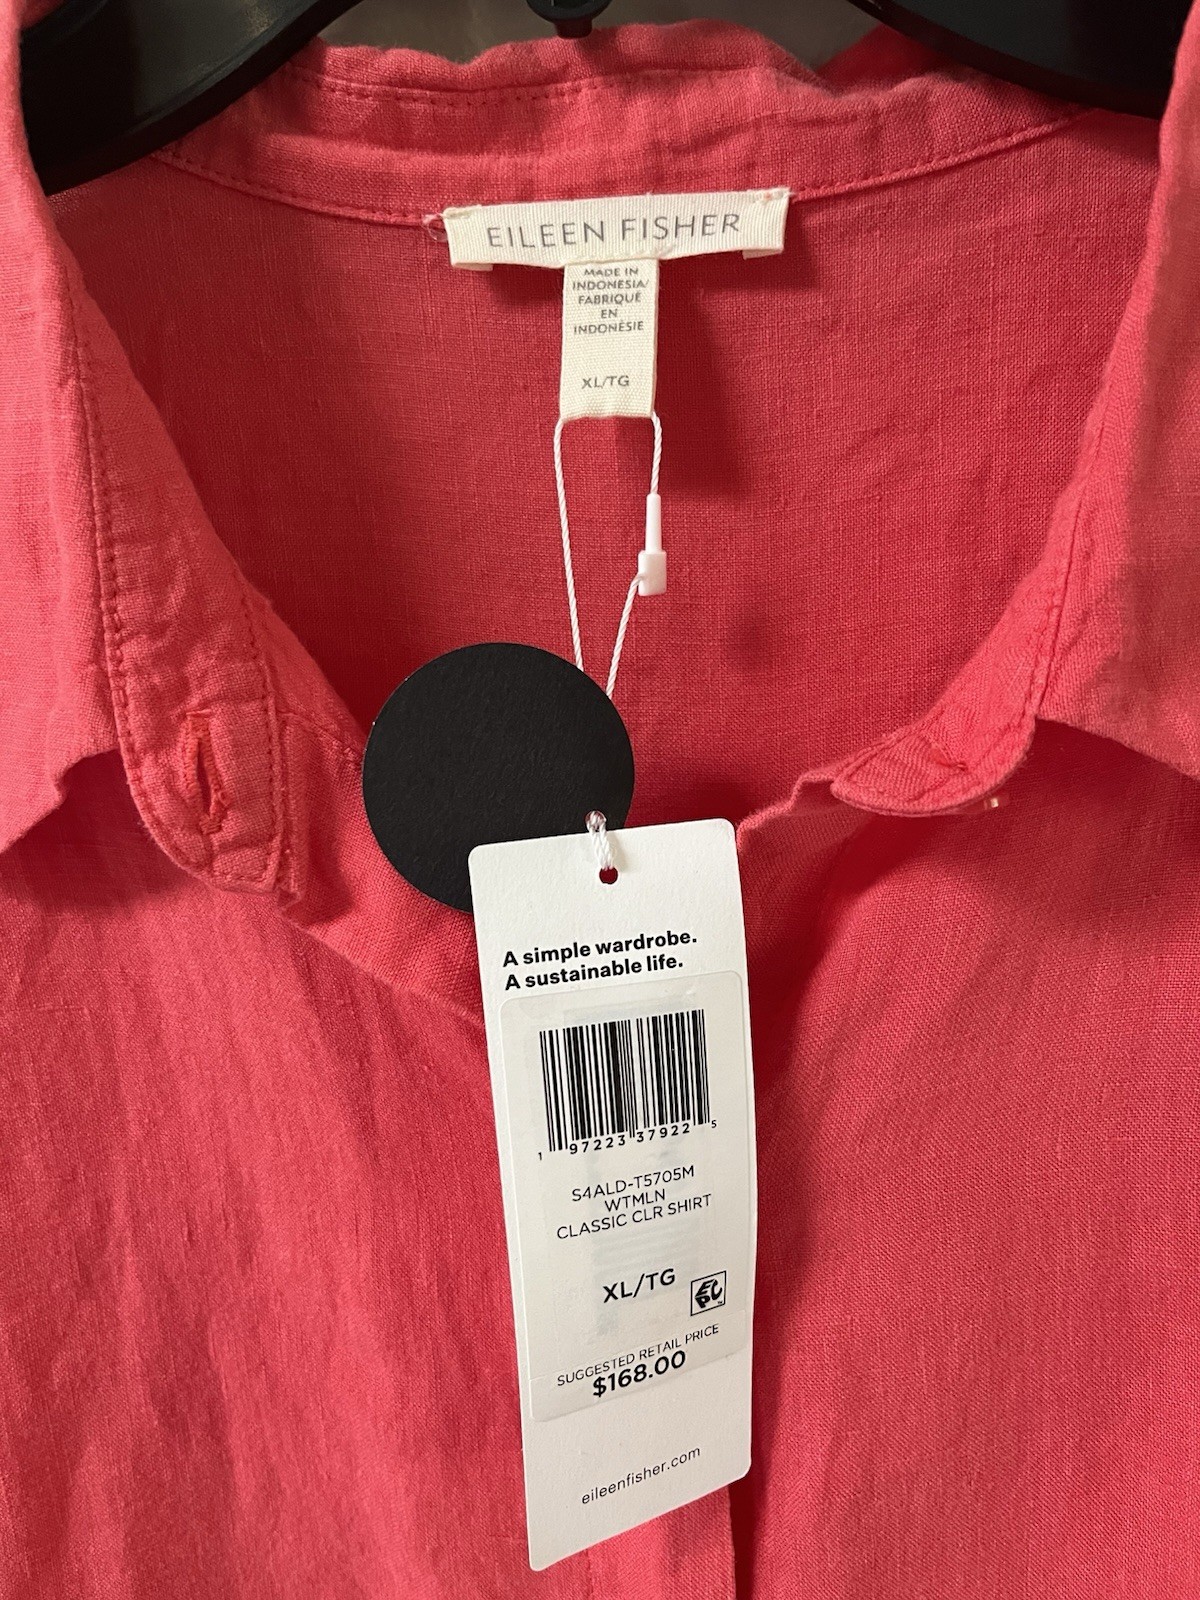 EILEEN FISHER
MADE IN
INDONESIA/
FABRIQUÉ
EN
INDONÉSIE
XL/TG
A simple wardrobe.
A sustainable life.
1 97223 37922 5
S4ALD-T5705M
WTMLN
CLASSIC CLR SHIRT
XL/TG
EPC
SUGGESTED RETAIL PRICE
$168.00
eileenfisher.com